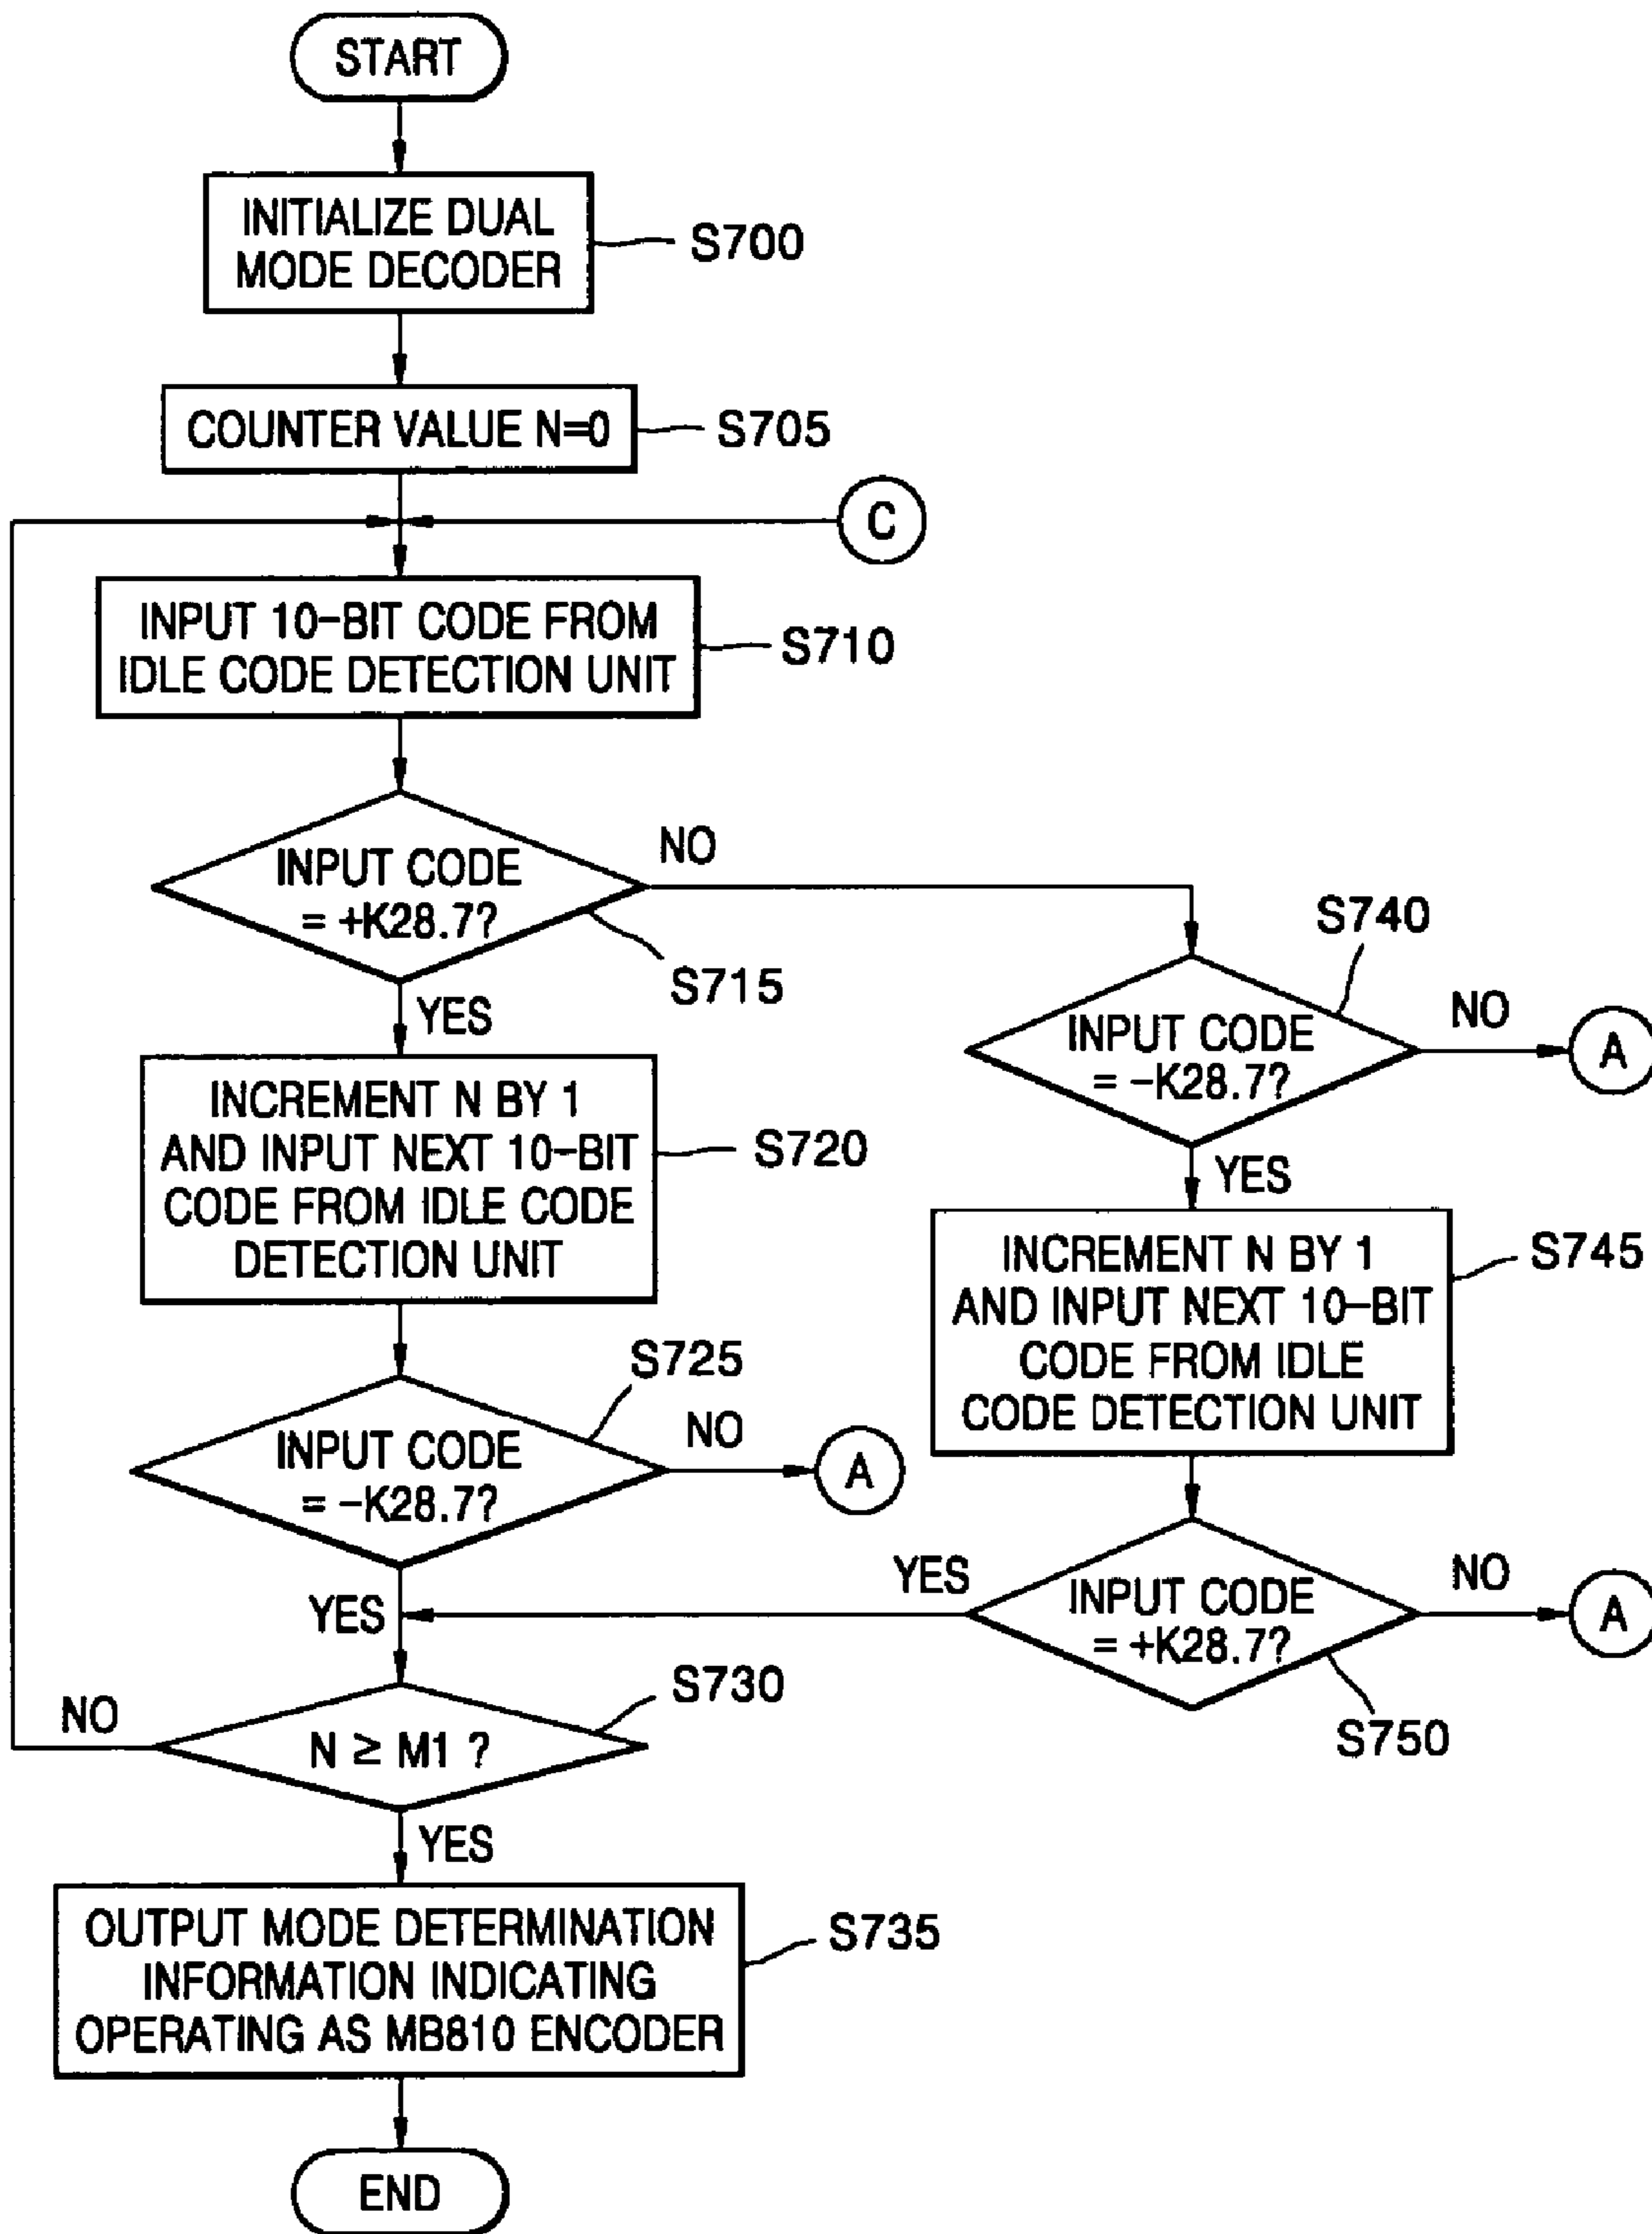 START
INITIALIZE DUAL
MODE DECODER
S700
COUNTER VALUE N=0
S705
C
INPUT 10-BIT CODE FROM
IDLE CODE DETECTION UNIT
S710
INPUT CODE
= +K28.7?
NO
S715
YES
INCREMENT N BY 1
AND INPUT NEXT 10-BIT
CODE FROM IDLE CODE
DETECTION UNIT
S720
INPUT CODE
= -K28.7?
S725
NO
A
YES
S740
INPUT CODE
= -K28.7?
NO
A
YES
INCREMENT N BY 1
AND INPUT NEXT 10-BIT
CODE FROM IDLE
CODE DETECTION UNIT
S745
INPUT CODE
= +K28.7?
YES
NO
A
S750
N ≥ M1 ?
S730
NO
YES
OUTPUT MODE DETERMINATION
INFORMATION INDICATING
OPERATING AS MB810 ENCODER
S735
END